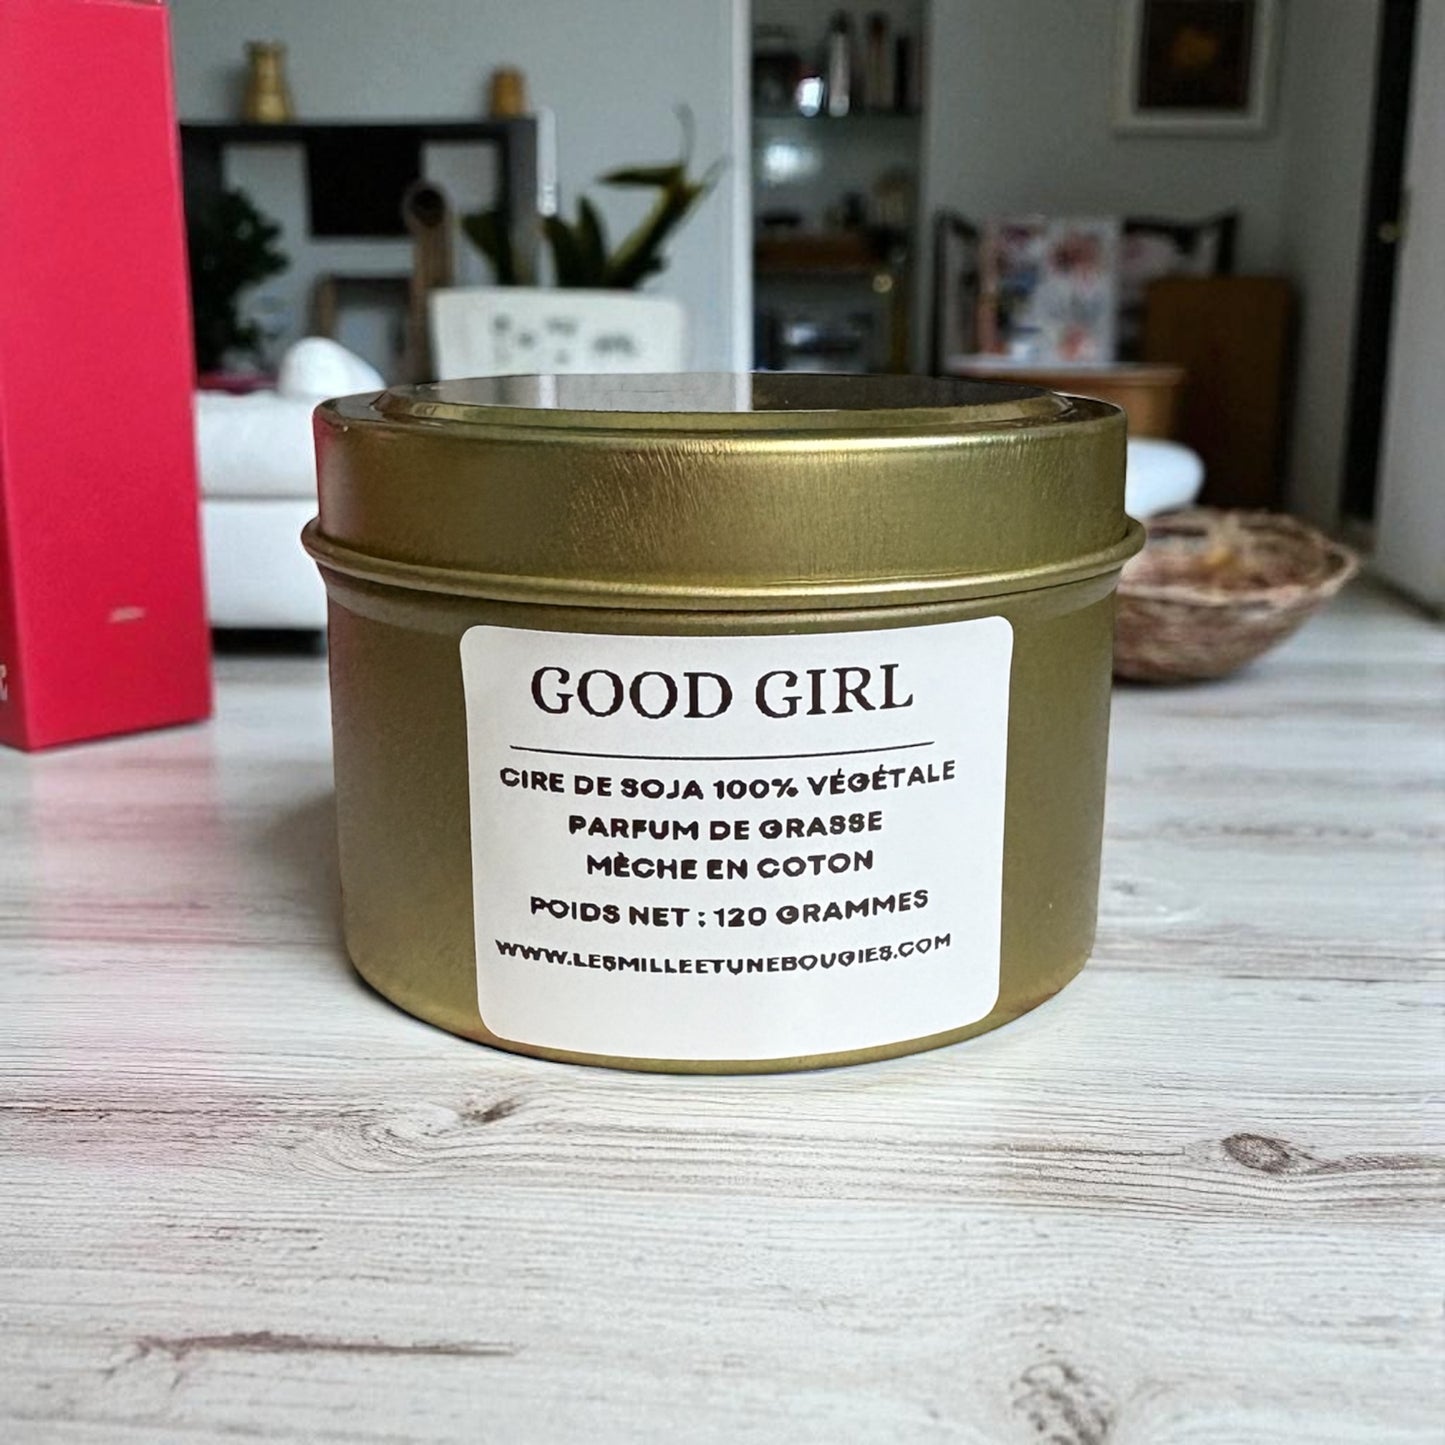 GOOD GIRL
CIRE DE SOJA 100% VÉGÉTALE
PARFUM DE GRASSE
MÈCHE EN COTON
POIDS NET : 120 GRAMMES
WWW.LESMILLEETUNEBOUGIES.COM